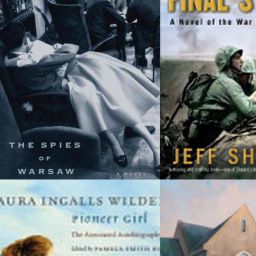 THE SPIES
OF
WARSAW
A NOVEL
FINAL S
A Novel of the War
JEFF SH
AURA INGALLS WILDE
Pioneer Girl
The Annotated Autobiography
Edited by PAMELA SMITH